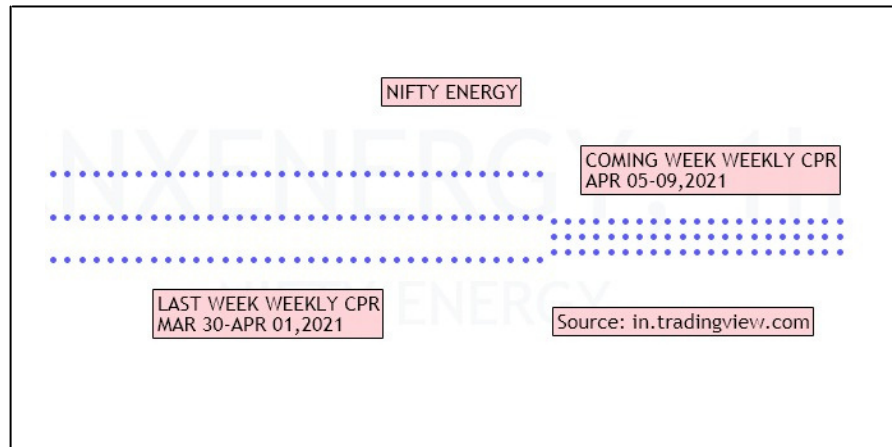 NIFTY ENERGY
COMING WEEK WEEKLY CPR
APR 05-09,2021
LAST WEEK WEEKLY CPR
MAR 30-APR 01,2021
Source: in.tradingview.com